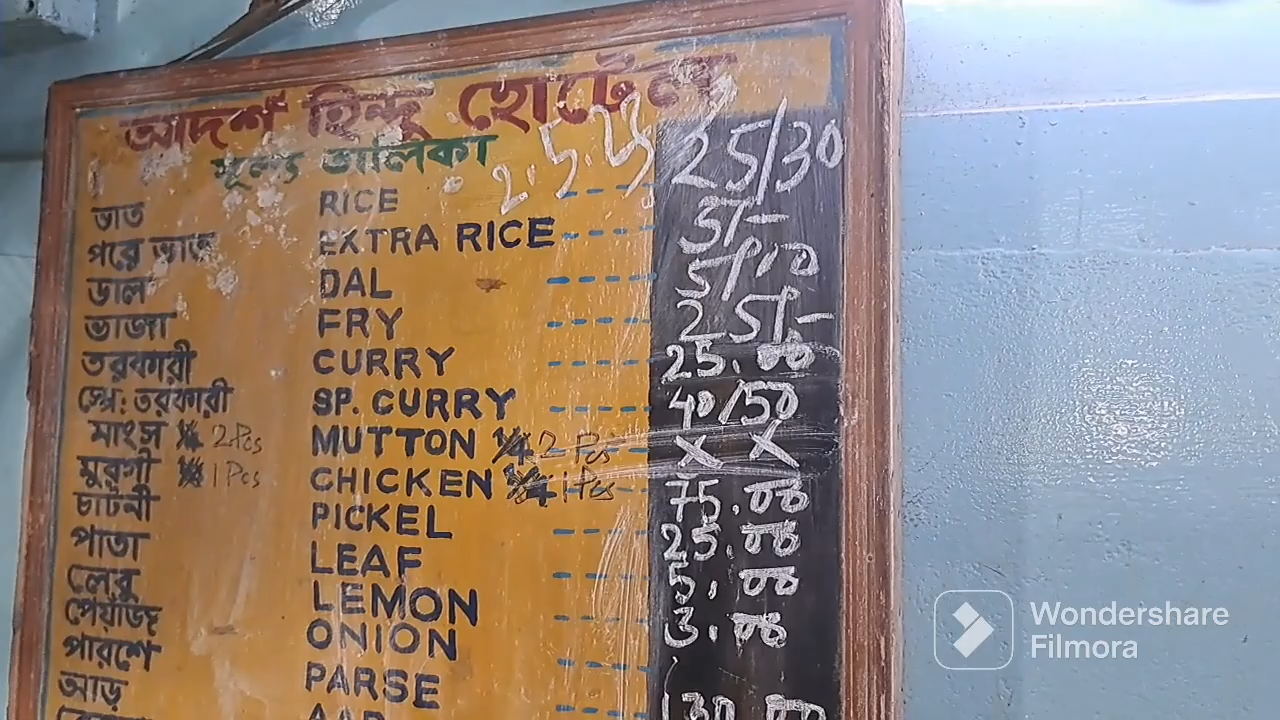 আদর্শ হিন্দু হোটেল
মূল্য তালিকা
ভাত RICE 25/30
পরে ভাত EXTRA RICE 5/-
ডাল DAL 5/10
ভাজা FRY 25/-
তরকারী CURRY 25.00
স্পে: তরকারী SP. CURRY 40/50
মাংস 2 Pcs MUTTON 2 Pcs X X
মুরগী 1 Pcs CHICKEN 1 Pcs 75.00
চাটনী PICKEL 25.00
পাতা LEAF 5.00
লেবু LEMON 3.00
পেয়াঁজ ONION
পারশে PARSE 130.00
আড়
Wondershare
Filmora